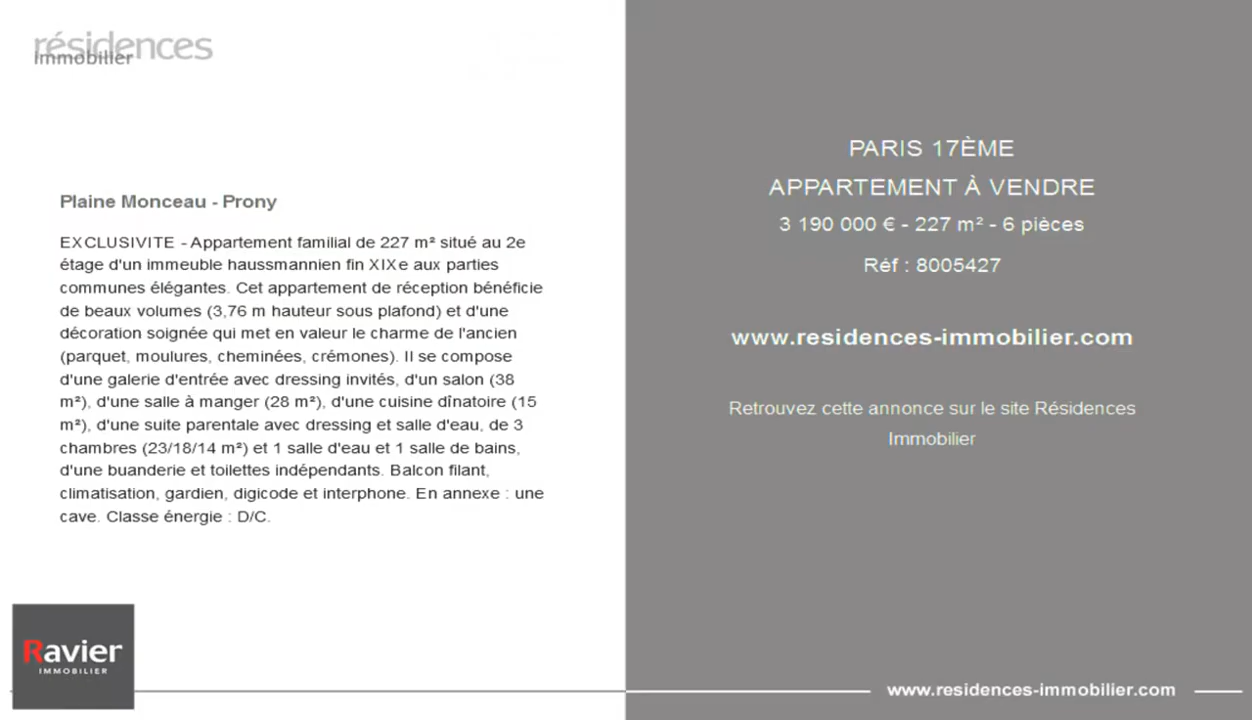 résidences
Immobilier
Plaine Monceau - Prony
EXCLUSIVITE - Appartement familial de 227 m² situé au 2e
étage d'un immeuble haussmannien fin XIXe aux parties
communes élégantes. Cet appartement de réception bénéficie
de beaux volumes (3,76 m hauteur sous plafond) et d'une
décoration soignée qui met en valeur le charme de l'ancien
(parquet, moulures, cheminées, crémones). Il se compose
d'une galerie d'entrée avec dressing invités, d'un salon (38
m²), d'une salle à manger (28 m²), d'une cuisine dînatoire (15
m²), d'une suite parentale avec dressing et salle d'eau, de 3
chambres (23/18/14 m²) et 1 salle d'eau et 1 salle de bains,
d'une buanderie et toilettes indépendants. Balcon filant,
climatisation, gardien, digicode et interphone. En annexe : une
cave. Classe énergie : D/C.
Ravier
IMMOBILIER
PARIS 17ÈME
APPARTEMENT À VENDRE
3 190 000 € - 227 m² - 6 pièces
Réf : 8005427
www.residences-immobilier.com
Retrouvez cette annonce sur le site Résidences
Immobilier
www.residences-immobilier.com